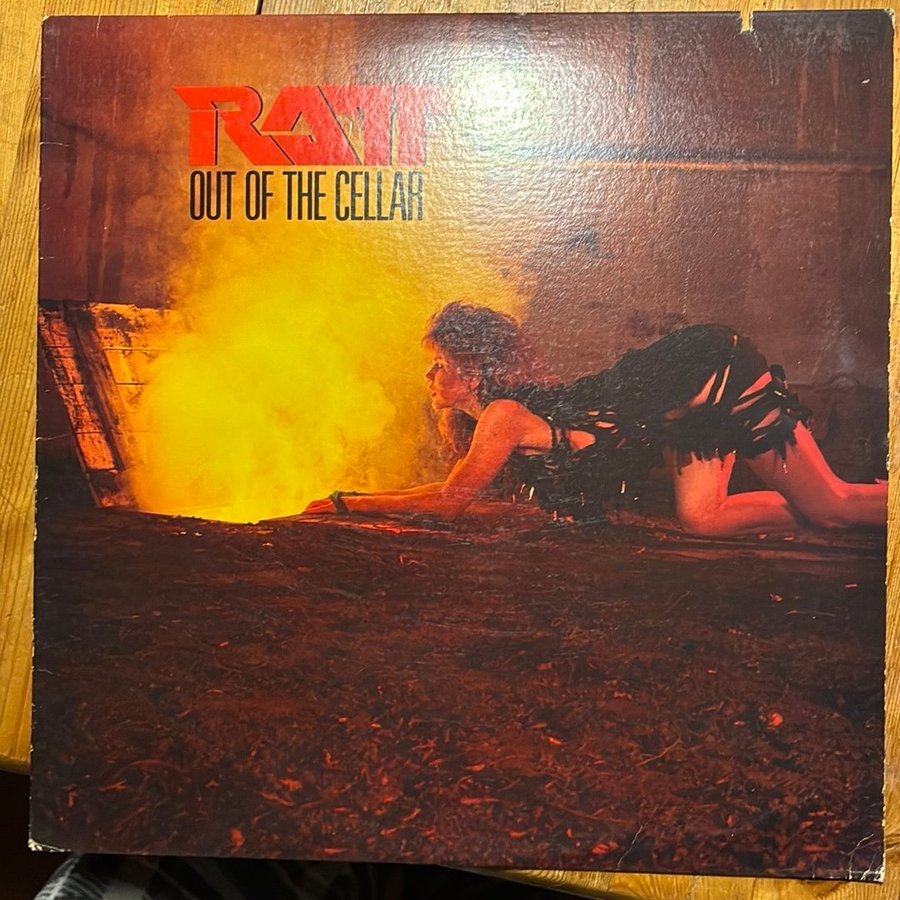 RATT
OUT OF THE CELLAR